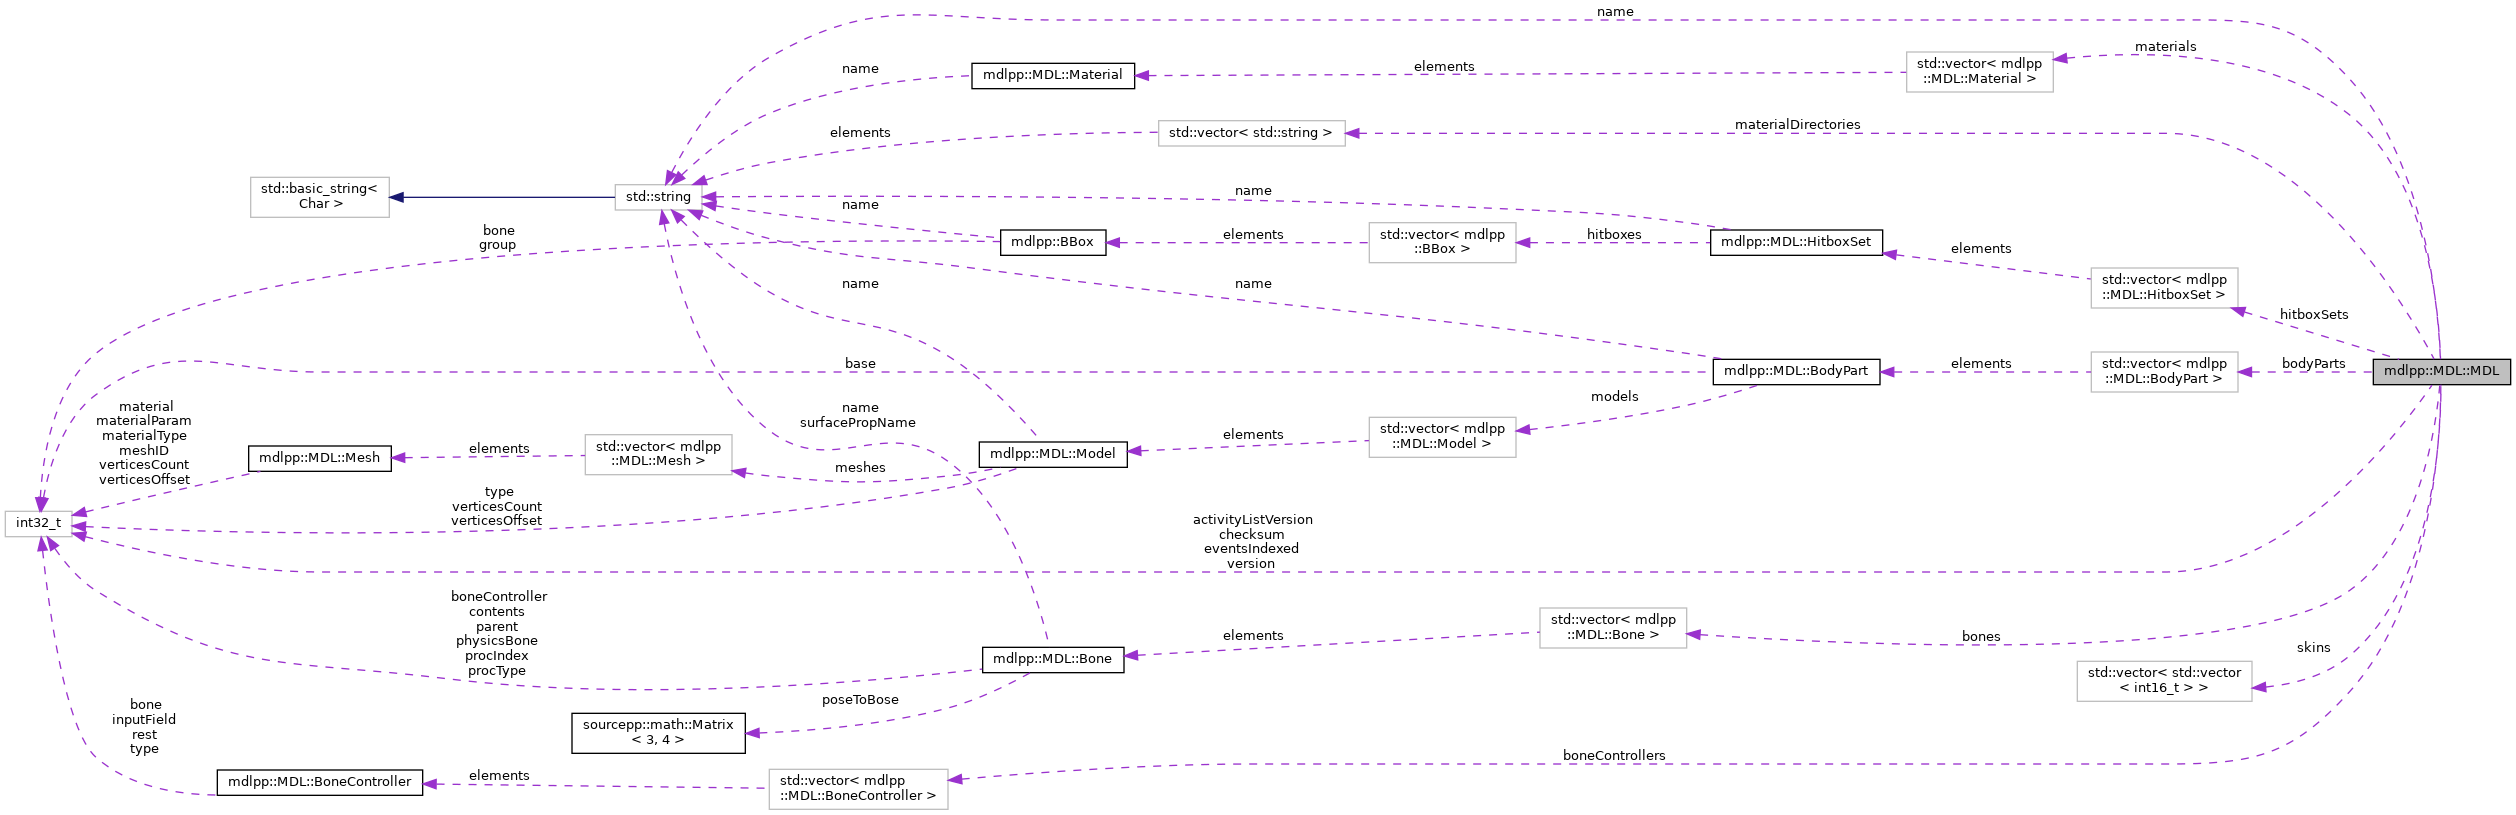 name
materials
name
mdlpp::MDL::Material
elements
std::vector< mdlpp
::MDL::Material >
elements
std::vector< std::string >
materialDirectories
std::basic_string<
Char >
std::string
name
name
bone
group
mdlpp::BBox
elements
std::vector< mdlpp
::BBox >
hitboxes
mdlpp::MDL::HitboxSet
elements
std::vector< mdlpp
::MDL::HitboxSet >
hitboxSets
name
name
base
mdlpp::MDL::BodyPart
elements
std::vector< mdlpp
::MDL::BodyPart >
bodyParts
mdlpp::MDL::MDL
models
material
materialParam
materialType
meshID
verticesCount
verticesOffset
mdlpp::MDL::Mesh
elements
std::vector< mdlpp
::MDL::Mesh >
name
surfacePropName
meshes
mdlpp::MDL::Model
elements
std::vector< mdlpp
::MDL::Model >
int32_t
type
verticesCount
verticesOffset
activityListVersion
checksum
eventsIndexed
version
boneController
contents
parent
physicsBone
procIndex
procType
mdlpp::MDL::Bone
elements
std::vector< mdlpp
::MDL::Bone >
bones
skins
std::vector< std::vector
< int16_t > >
poseToBose
sourcepp::math::Matrix
< 3, 4 >
bone
inputField
rest
type
mdlpp::MDL::BoneController
elements
std::vector< mdlpp
::MDL::BoneController >
boneControllers